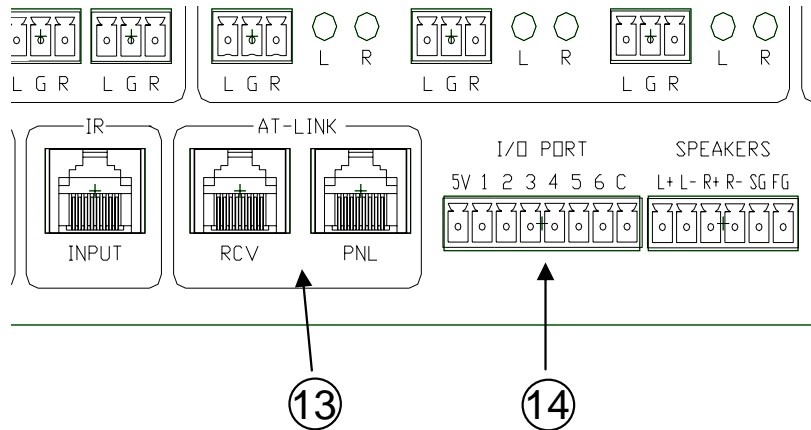 L R L R L R
L G R L G R L G R L G R L G R
IR AT-LINK
I/O PORT SPEAKERS
5V 1 2 3 4 5 6 C L+ L- R+ R- SG FG
INPUT RCV PNL
13 14